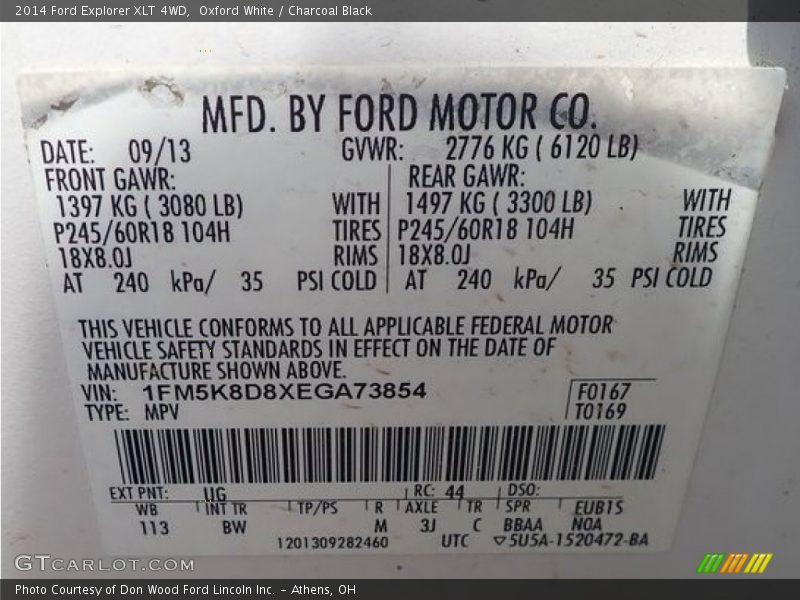 2014 Ford Explorer XLT 4WD, Oxford White / Charcoal Black
MFD. BY FORD MOTOR CO.
DATE: 09/13 GVWR: 2776 KG ( 6120 LB)
FRONT GAWR: REAR GAWR:
1397 KG ( 3080 LB) WITH 1497 KG ( 3300 LB) WITH
P245/60R18 104H TIRES P245/60R18 104H TIRES
18X8.0J RIMS 18X8.0J RIMS
AT 240 kPa/ 35 PSI COLD AT 240 kPa/ 35 PSI COLD
THIS VEHICLE CONFORMS TO ALL APPLICABLE FEDERAL MOTOR
VEHICLE SAFETY STANDARDS IN EFFECT ON THE DATE OF
MANUFACTURE SHOWN ABOVE.
VIN: 1FM5K8D8XEGA73854 F0167
TYPE: MPV T0169
EXT PNT: UG RC: 44 DSO:
WB INT TR TP/PS R AXLE TR SPR EUB1S
113 BW M 3J C BBAA NOA
1201309282460 UTC ▽5U5A-1520472-BA
GTCARLOT.COM
Photo Courtesy of Don Wood Ford Lincoln Inc. - Athens, OH